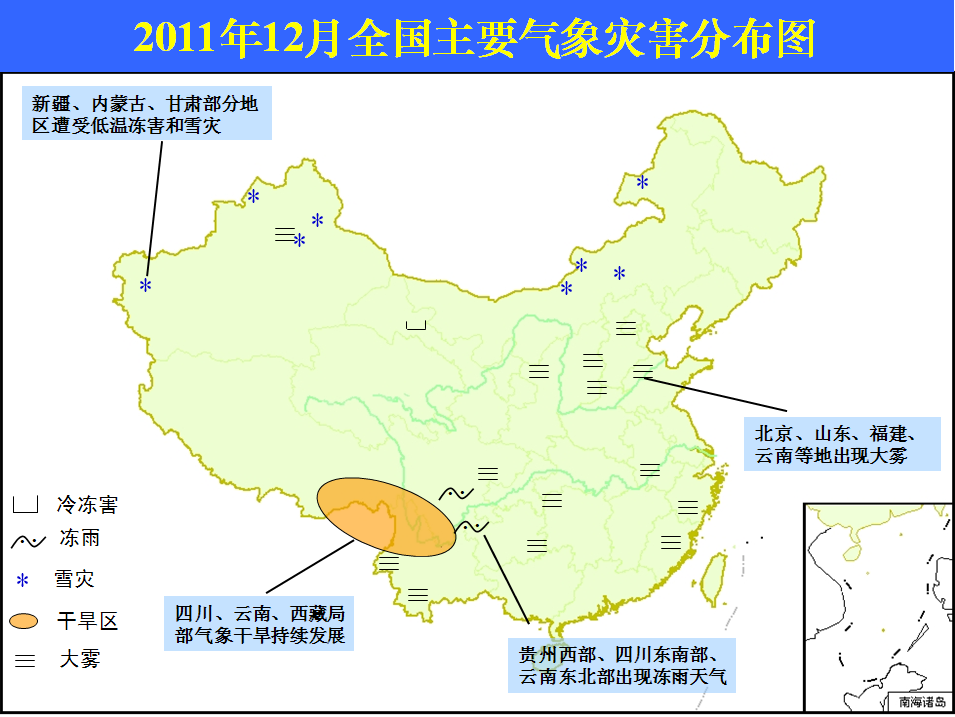 2011年12月全国主要气象灾害分布图
新疆、内蒙古、甘肃部分地
区遭受低温冻害和雪灾
北京、山东、福建、
云南等地出现大雾
冷冻害
冻雨
雪灾
干旱区
大雾
四川、云南、西藏局
部气象干旱持续发展
贵州西部、四川东南部、
云南东北部出现冻雨天气
南海诸岛